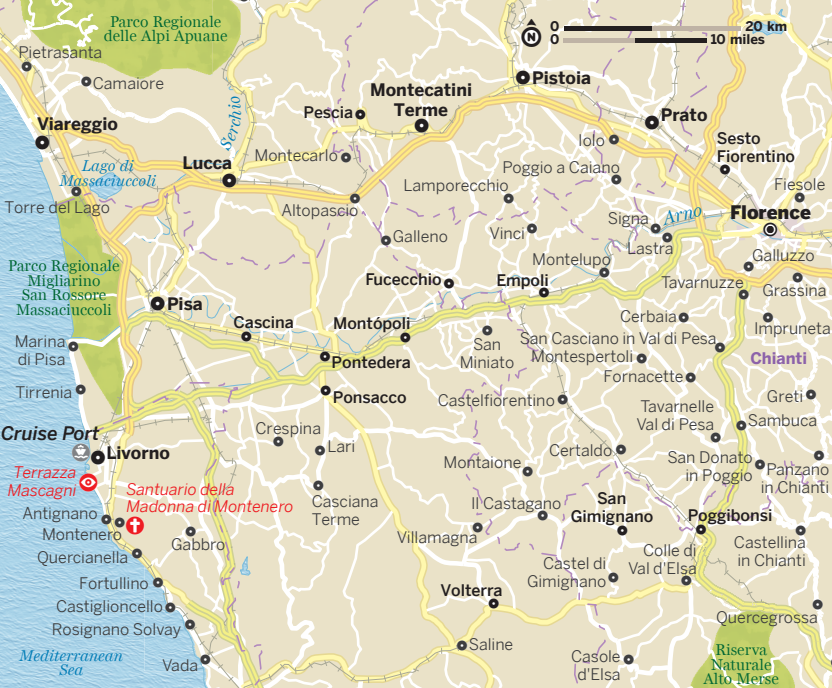 Parco Regionale
delle Alpi Apuane
0 20 km
N 0 10 miles
Pietrasanta
Camaiore
Pistoia
Montecatini
Terme
Serchio
Pescia
Prato
Viareggio
Iolo
Sesto
Fiorentino
Montecarlo
Lucca
Lago di
Massaciuccoli
Poggio a Caiano
Lamporecchio
Fiesole
Torre del Lago
Altopascio
Signa
Arno
Florence
Vinci
Galleno
Lastra
Montelupo
Galluzzo
Parco Regionale
Migliarino
San Rossore
Massaciuccoli
Fucecchio
Empoli
Tavarnuzze
Grassina
Pisa
Cerbaia
Impruneta
Cascina
Montópoli
San
Miniato
San Casciano in Val di Pesa
Marina
di Pisa
Montespertoli
Chianti
Pontedera
Fornacette
Tirrenia
Ponsacco
Castelfiorentino
Greti
Tavarnelle
Val di Pesa
Sambuca
Cruise Port
Crespina
Livorno
Lari
Certaldo
San Donato
in Poggio
Panzano
in Chianti
Montaione
Terrazza
Mascagni
Santuario della
Madonna di Montenero
Casciana
Terme
Il Castagano
San
Gimignano
Antignano
Poggibonsi
Montenero
Gabbro
Villamagna
Castellina
in Chianti
Quercianella
Colle di
Val d'Elsa
Castel di
Gimignano
Fortullino
Volterra
Castiglioncello
Quercegrossa
Rosignano Solvay
Saline
Mediterranean
Sea
Vada
Casole
d'Elsa
Riserva
Naturale
Alto Merse